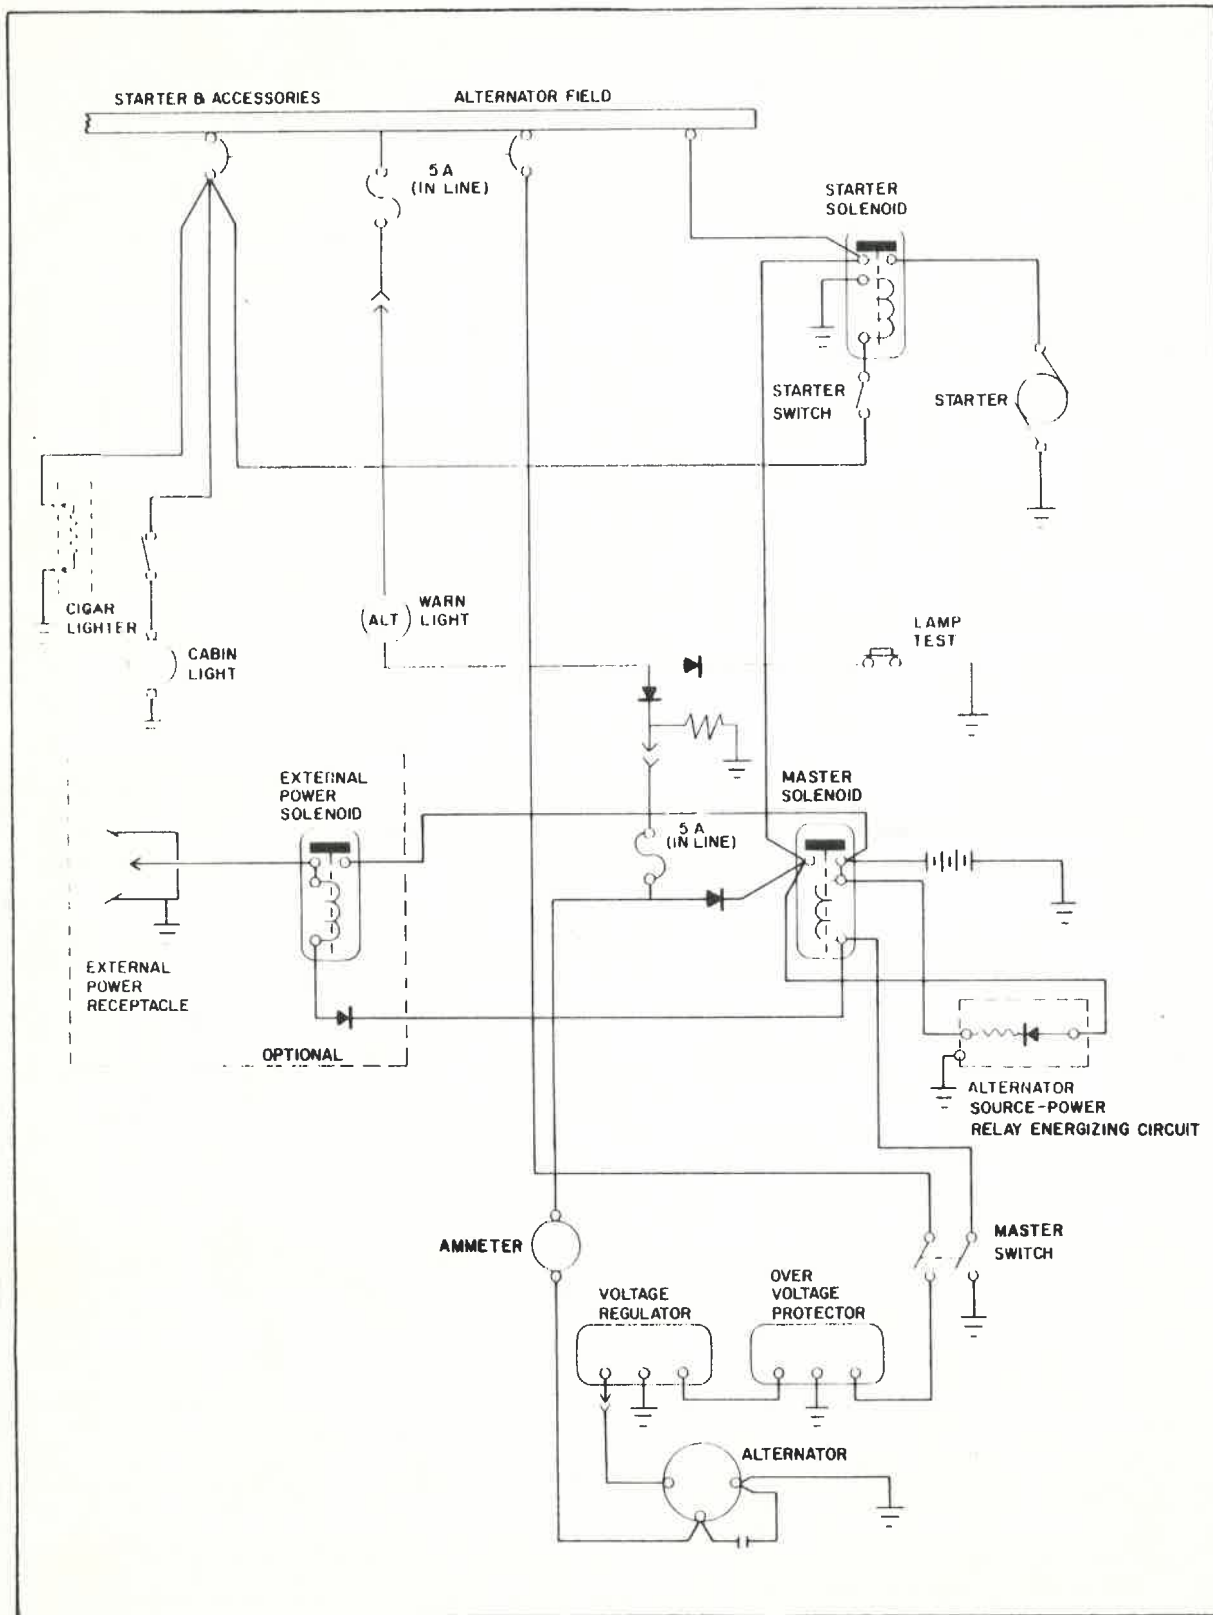 STARTER & ACCESSORIES
ALTERNATOR FIELD
5 A
(IN LINE)
STARTER
SOLENOID
STARTER
SWITCH
STARTER
CIGAR
LIGHTER
CABIN
LIGHT
ALT
WARN
LIGHT
LAMP
TEST
EXTERNAL
POWER
SOLENOID
MASTER
SOLENOID
5 A
(IN LINE)
EXTERNAL
POWER
RECEPTACLE
OPTIONAL
ALTERNATOR
SOURCE-POWER
RELAY ENERGIZING CIRCUIT
AMMETER
MASTER
SWITCH
VOLTAGE
REGULATOR
OVER
VOLTAGE
PROTECTOR
ALTERNATOR